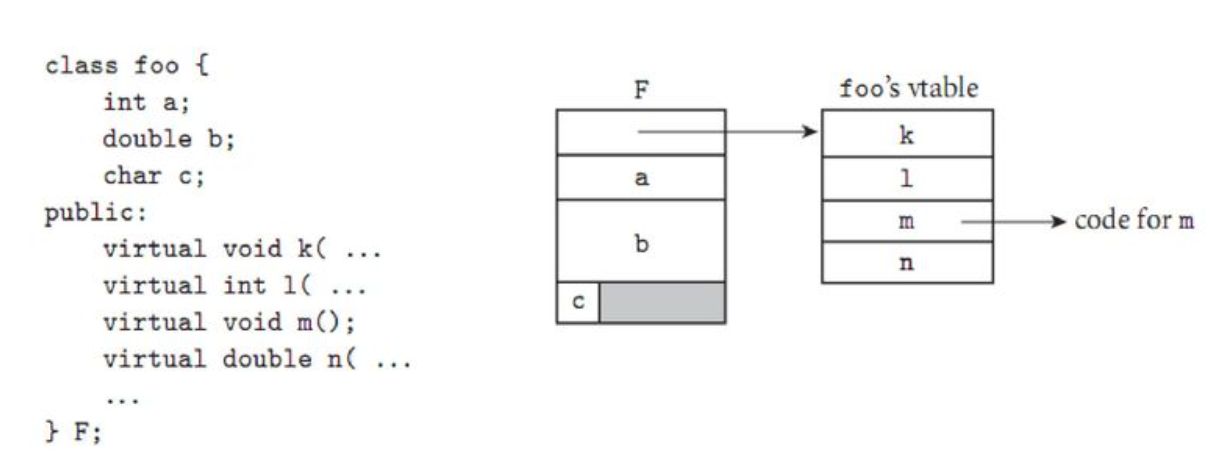 class foo {
int a;
double b;
char c;
public:
virtual void k( ...
virtual int l( ...
virtual void m();
virtual double n( ...
...
} F;
F
a
b
c
foo's vtable
k
l
m
n
code for m